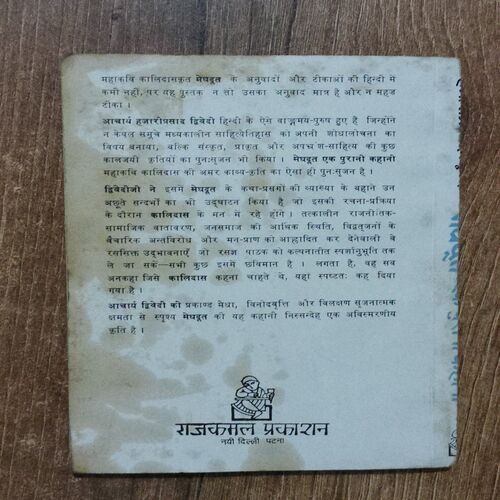 महाकवि कालिदासकृत मेघदूत के अनुवादों और टीकाओं की हिन्दी में
कमी नहीं, पर यह पुस्तक न तो उसका अनुवाद मात्र है और न महज
टीका ।
आचार्य हजारीप्रसाद द्विवेदी हिन्दी के ऐसे वाङ्मय-पुरुष हुए हैं जिन्होंने
न केवल समूचे मध्यकालीन साहित्येतिहास को अपनी शोधालोचना का
विषय बनाया, बल्कि संस्कृत, प्राकृत और अपभ्रंश-साहित्य की कुछ
कालजयी कृतियों का पुनःसृजन भी किया । मेघदूत एक पुरानी कहानी
महाकवि कालिदास की अमर काव्य-कृति का ऐसा ही पुनःसृजन है ।
द्विवेदीजी ने इसमें मेघदूत के कथा-प्रसंगों की व्याख्या के बहाने उन
अछूते सन्दर्भों का भी उद्घाटन किया है जो इसकी रचना-प्रक्रिया
के दौरान कालिदास के मन में रहे होंगे । तत्कालीन राजनीतिक-
सामाजिक वातावरण, जनसमाज की आर्थिक स्थिति, विद्वतजनों के
वैचारिक अन्तर्विरोध और मन-प्राण को आह्लादित कर देनेवाली वे
रससिक्त उद्भावनाएँ जो रसज्ञ पाठक को कल्पनातीत स्पर्शानुभूति तक
ले जा सकें—सभी कुछ इसमें छविमान है । लगता है, वह सब
अनकहा जिसे कालिदास कहना चाहते थे, यहाँ स्पष्टतः कह दिया
गया है ।
आचार्य द्विवेदी की प्रकाण्ड मेधा, विनोदवृत्ति और विलक्षण सृजनात्मक
क्षमता से स्पृश्य मेघदूत की यह कहानी निस्सन्देह एक अविस्मरणीय
कृति है ।
राजकमल प्रकाशन
नयी दिल्ली पटना